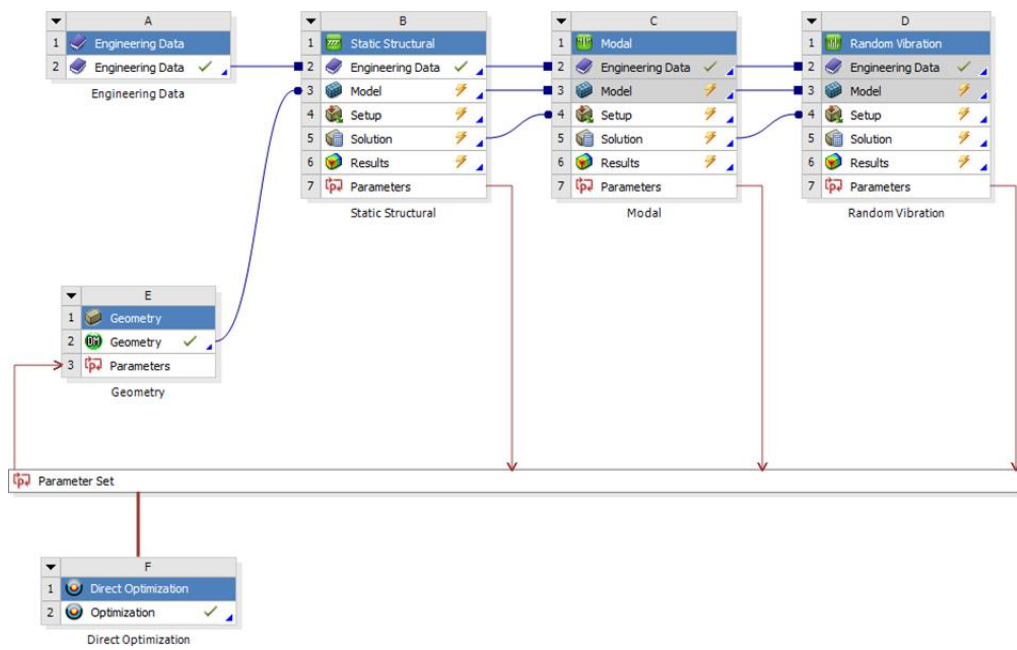 A
1 Engineering Data
2 Engineering Data
Engineering Data
B
1 Static Structural
2 Engineering Data
3 Model
4 Setup
5 Solution
6 Results
7 Parameters
Static Structural
C
1 Modal
2 Engineering Data
3 Model
4 Setup
5 Solution
6 Results
7 Parameters
Modal
D
1 Random Vibration
2 Engineering Data
3 Model
4 Setup
5 Solution
6 Results
7 Parameters
Random Vibration
E
1 Geometry
2 DM Geometry
3 Parameters
Geometry
Parameter Set
F
1 Direct Optimization
2 Optimization
Direct Optimization